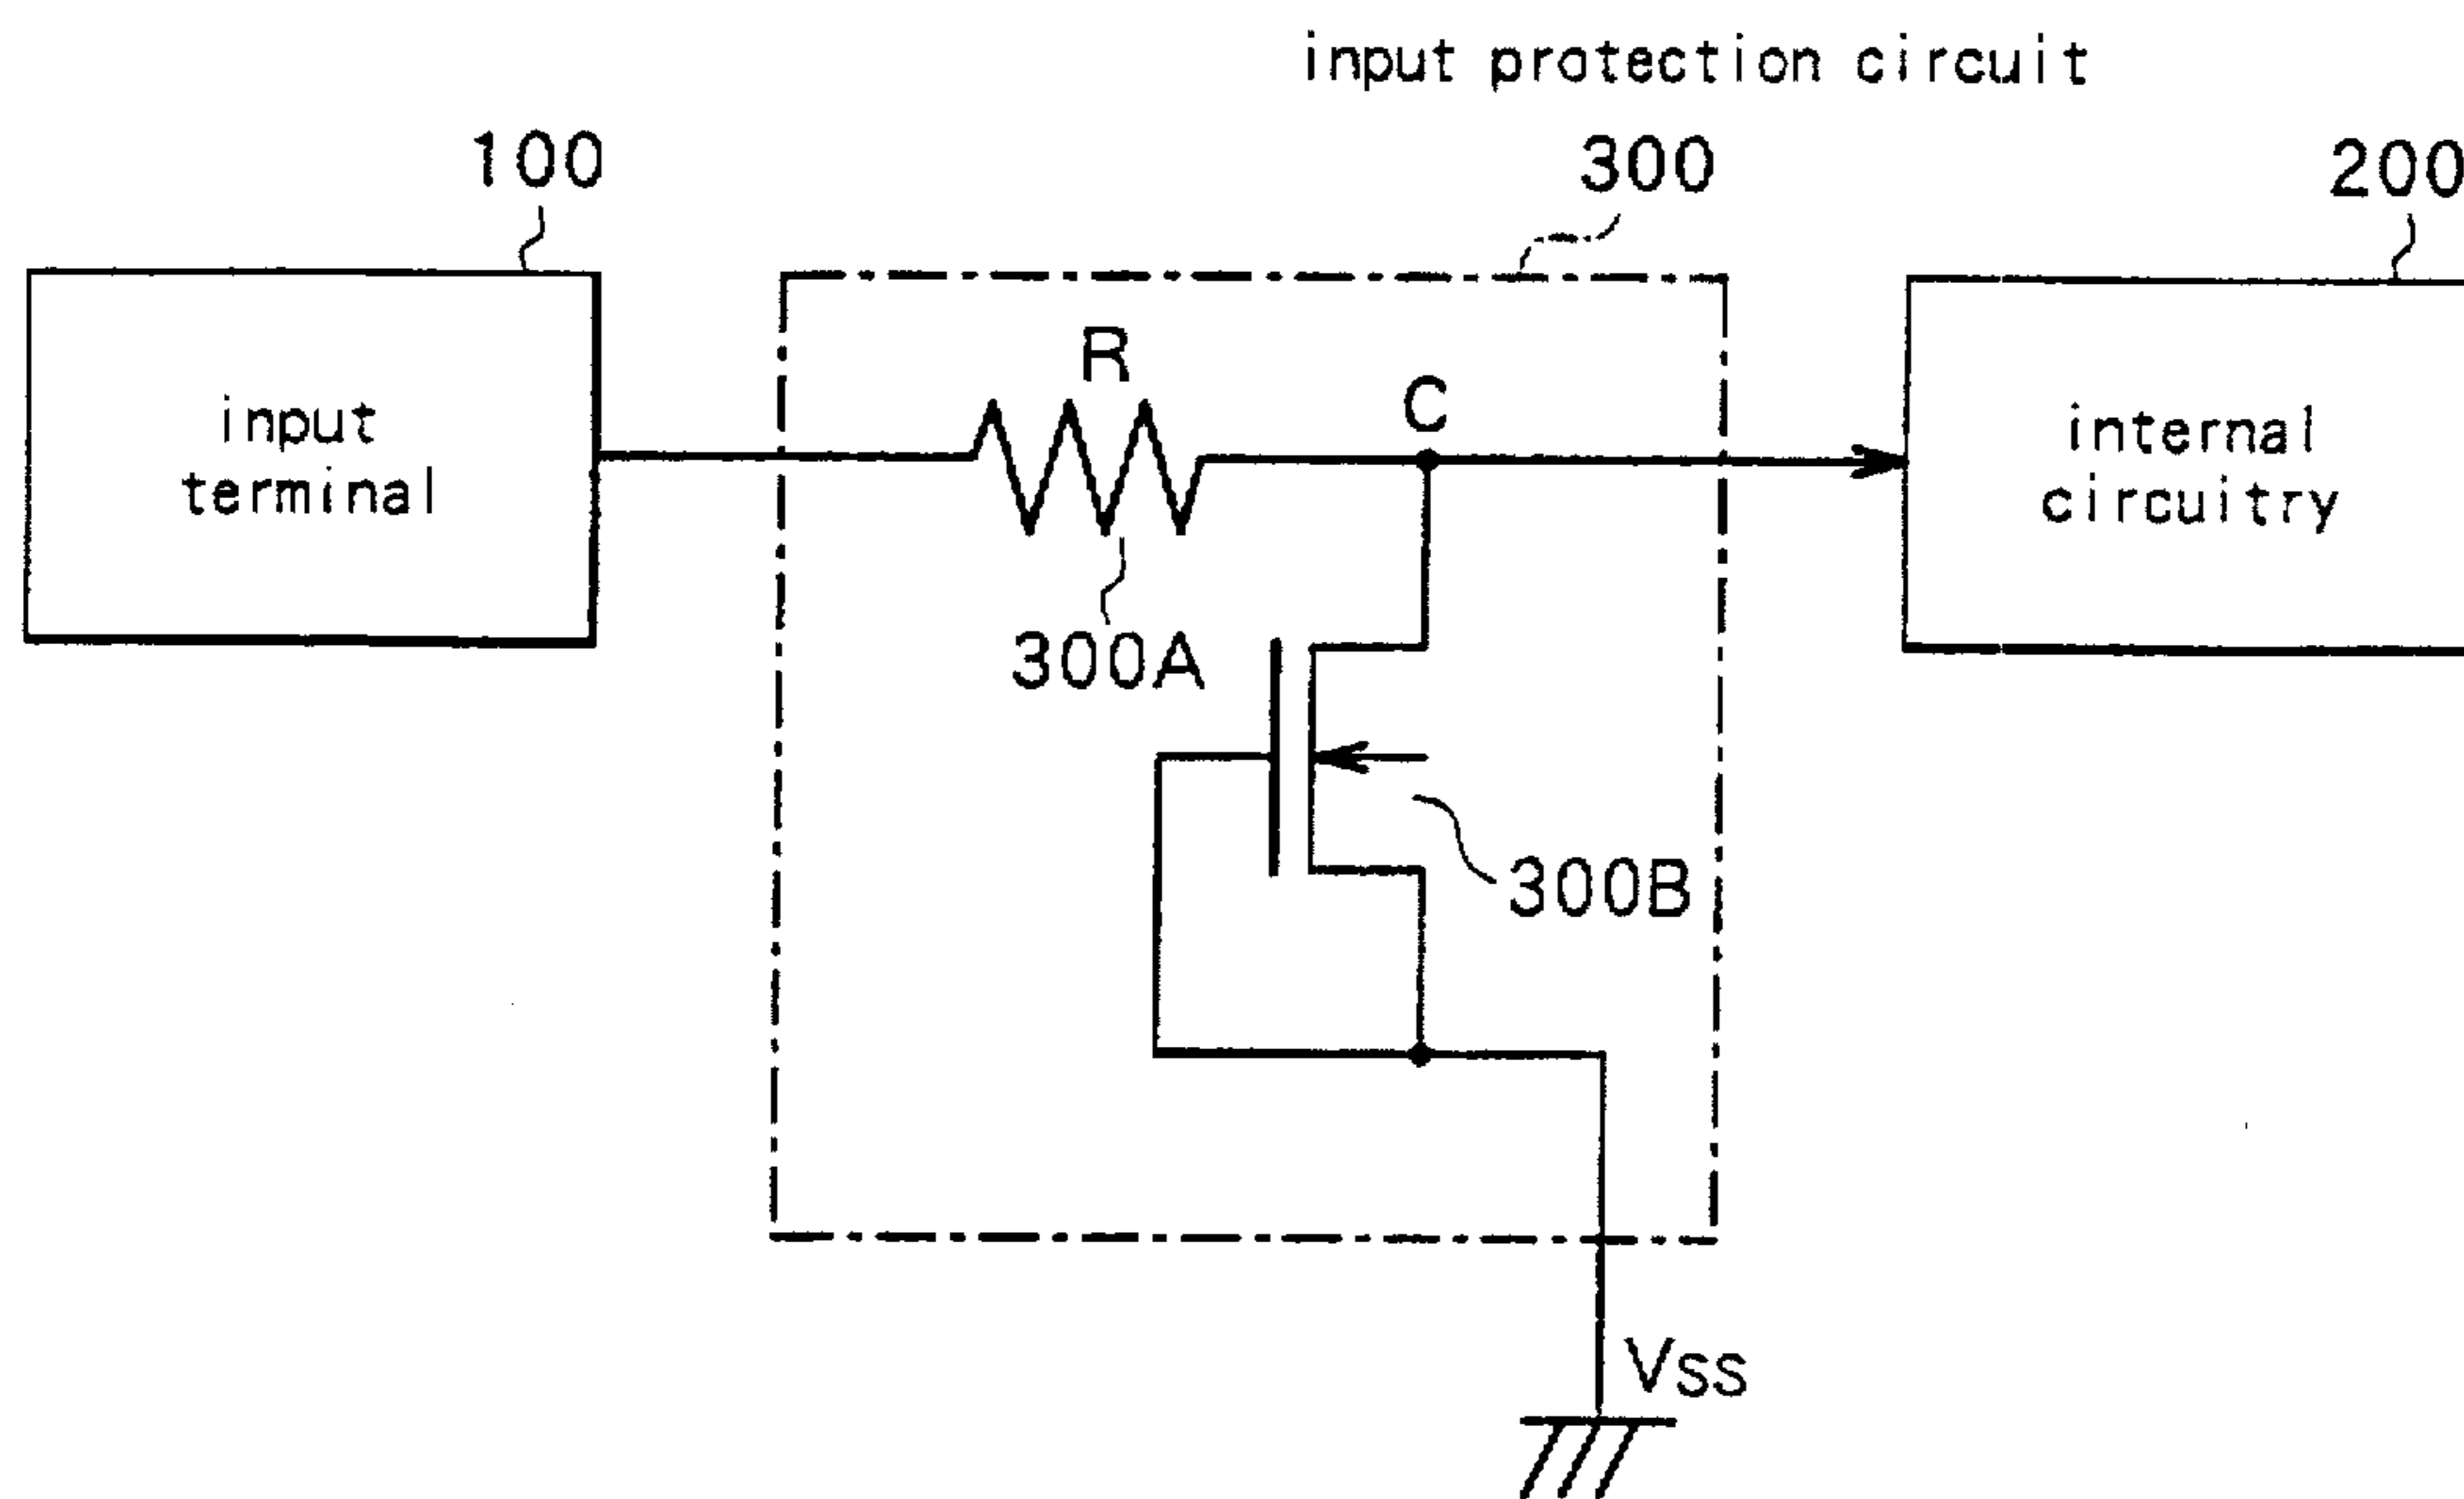 input protection circuit
100
300
200
R
C
input
terminal
internal
circuitry
300A
300B
VSS